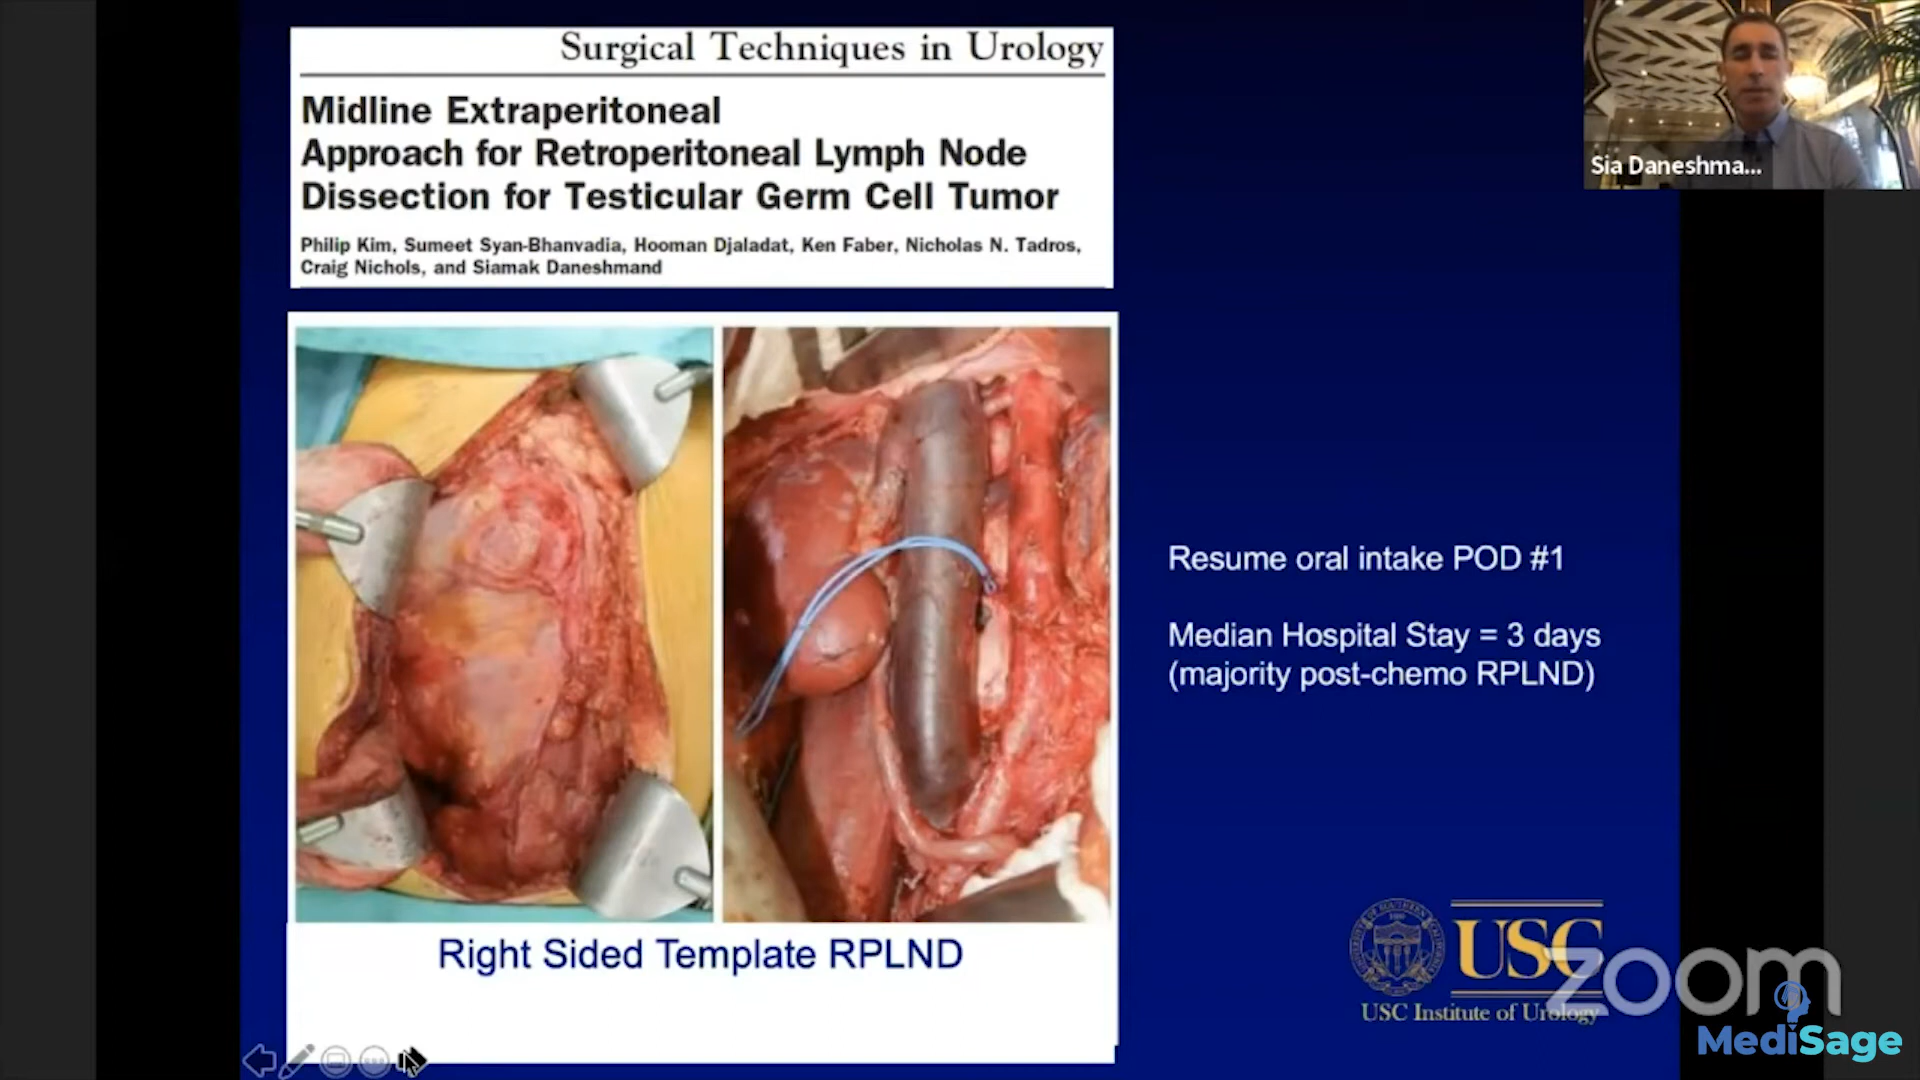 Surgical Techniques in Urology
Midline Extraperitoneal
Approach for Retroperitoneal Lymph Node
Dissection for Testicular Germ Cell Tumor
Philip Kim, Sumeet Syan-Bhanvadia, Hooman Djaladat, Ken Faber, Nicholas N. Tadros,
Craig Nichols, and Siamak Daneshmand
Sia Daneshma...
Resume oral intake POD #1
Median Hospital Stay = 3 days
(majority post-chemo RPLND)
Right Sided Template RPLND
USC
USC Institute of Urology
zoom
MediSage